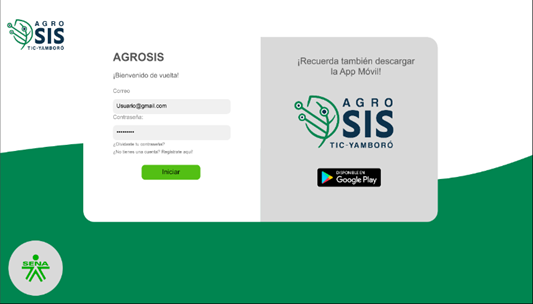 AGRO
SIS
TIC-YAMBORÓ
AGROSIS
¡Bienvenido de vuelta!
Correo
Usuario@gmail.com
Contraseña:
•••••••••
¿Olvidaste tu contraseña?
¿No tienes una cuenta? Registrate aquí!
Iniciar
¡Recuerda también descargar
la App Móvil!
AGRO
SIS
TIC-YAMBORÓ
DISPONIBLE EN
Google Play
SENA